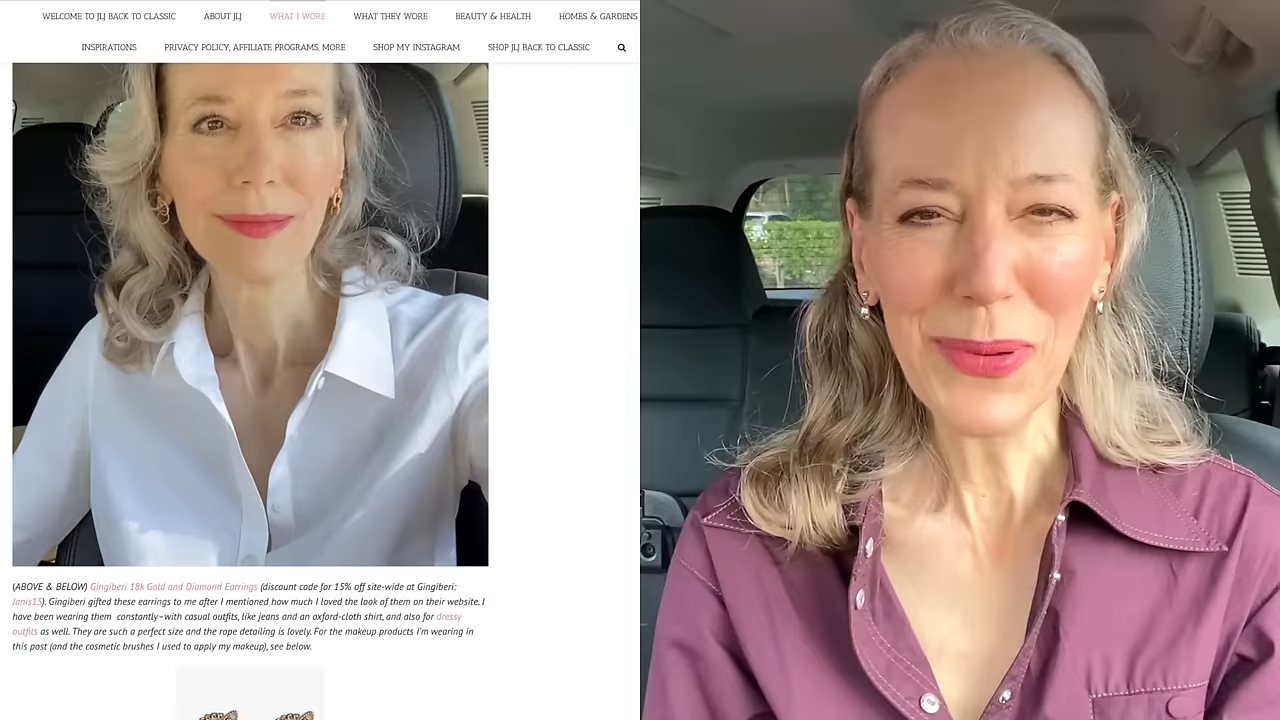 WELCOME TO JLJ BACK TO CLASSIC ABOUT JLJ WHAT I WORE WHAT THEY WORE BEAUTY & HEALTH HOMES & GARDENS
INSPIRATIONS PRIVACY POLICY, AFFILIATE PROGRAMS, MORE SHOP MY INSTAGRAM SHOP JLJ BACK TO CLASSIC
(ABOVE & BELOW) Gingiberi 18k Gold and Diamond Earrings (discount code for 15% off site-wide at Gingiberi:
Janis15). Gingiberi gifted these earrings to me after I mentioned how much I loved the look of them on their website. I
have been wearing them constantly–with casual outfits, like jeans and an oxford-cloth shirt, and also for dressy
outfits as well. They are such a perfect size and the rope detailing is lovely. For the makeup products I'm wearing in
this post (and the cosmetic brushes I used to apply my makeup), see below.